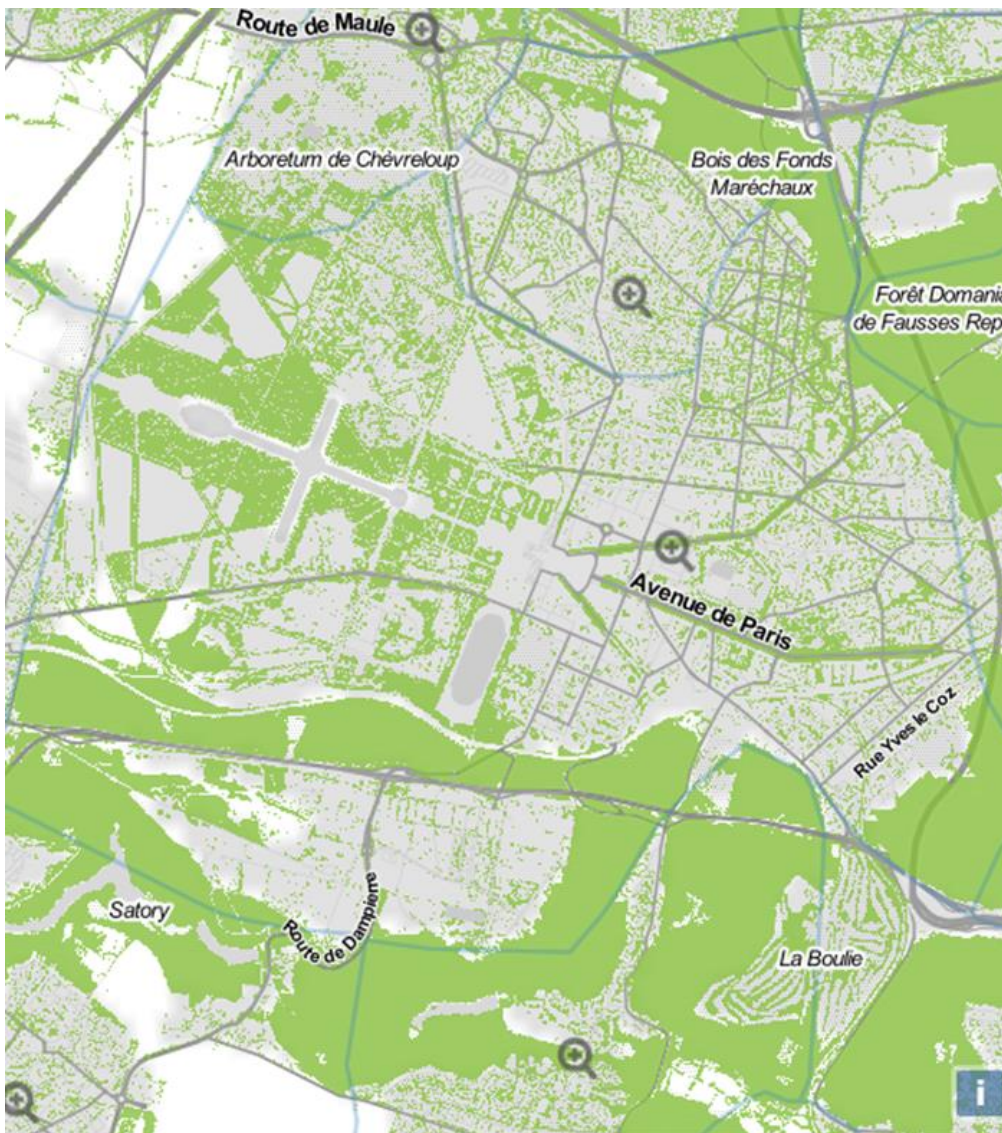 Route de Maule
Arboretum de Chèvreloup
Bois des Fonds
Maréchaux
Forêt Domania
de Fausses Rep
Avenue de Paris
Rue Yves le Coz
Satory
Route de Dampierre
La Boulie
i